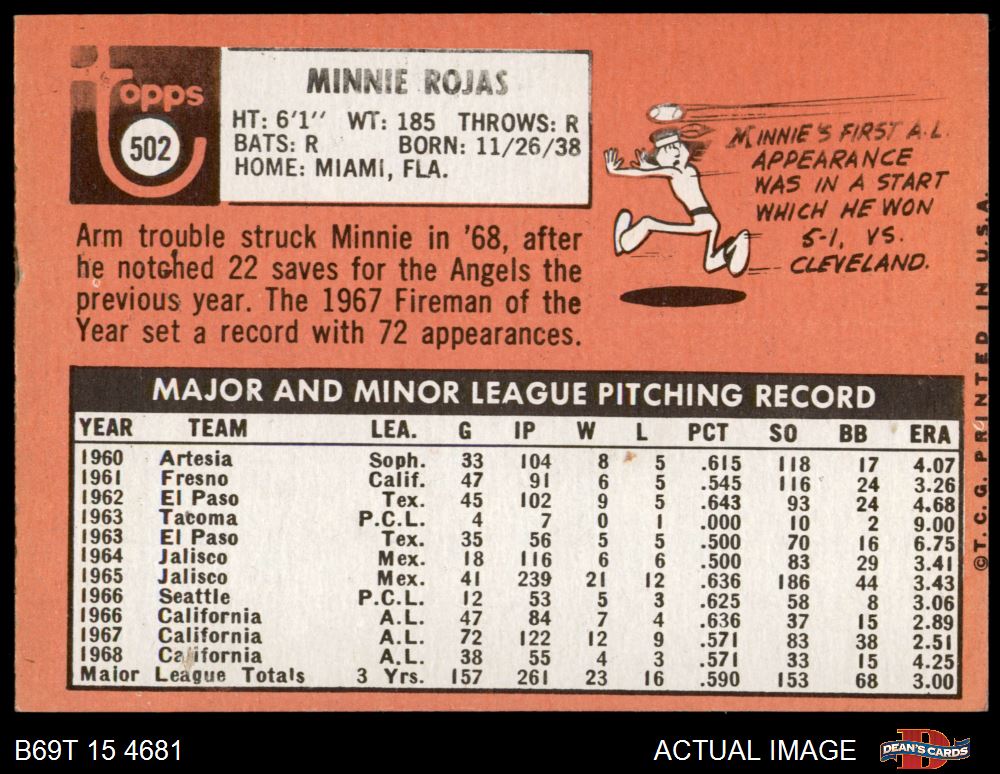 Topps
502
MINNIE ROJAS
HT: 6'1" WT: 185 THROWS: R
BATS: R BORN: 11/26/38
HOME: MIAMI, FLA.
MINNIE'S FIRST A.L.
APPEARANCE
WAS IN A START
WHICH HE WON
5-1, VS.
CLEVELAND.
Arm trouble struck Minnie in '68, after
he notched 22 saves for the Angels the
previous year. The 1967 Fireman of the
Year set a record with 72 appearances.
MAJOR AND MINOR LEAGUE PITCHING RECORD
YEAR TEAM LEA. G IP W L PCT SO BB ERA
1960 Artesia Soph. 33 104 8 5 .615 118 17 4.07
1961 Fresno Calif. 47 91 6 5 .545 116 24 3.26
1962 El Paso Tex. 45 102 9 5 .643 93 24 4.68
1963 Tacoma P.C.L. 4 7 0 1 .000 10 2 9.00
1963 El Paso Tex. 35 56 5 5 .500 70 16 6.75
1964 Jalisco Mex. 18 116 6 6 .500 83 29 3.41
1965 Jalisco Mex. 41 239 21 12 .636 186 44 3.43
1966 Seattle P.C.L. 12 53 5 3 .625 58 8 3.06
1966 California A.L. 47 84 7 4 .636 37 15 2.89
1967 California A.L. 72 122 12 9 .571 83 38 2.51
1968 California A.L. 38 55 4 3 .571 33 15 4.25
Major League Totals 3 Yrs. 157 261 23 16 .590 153 68 3.00
©T.C.G. PRINTED IN U.S.A.
B69T 15 4681
ACTUAL IMAGE
DEAN'S CARDS